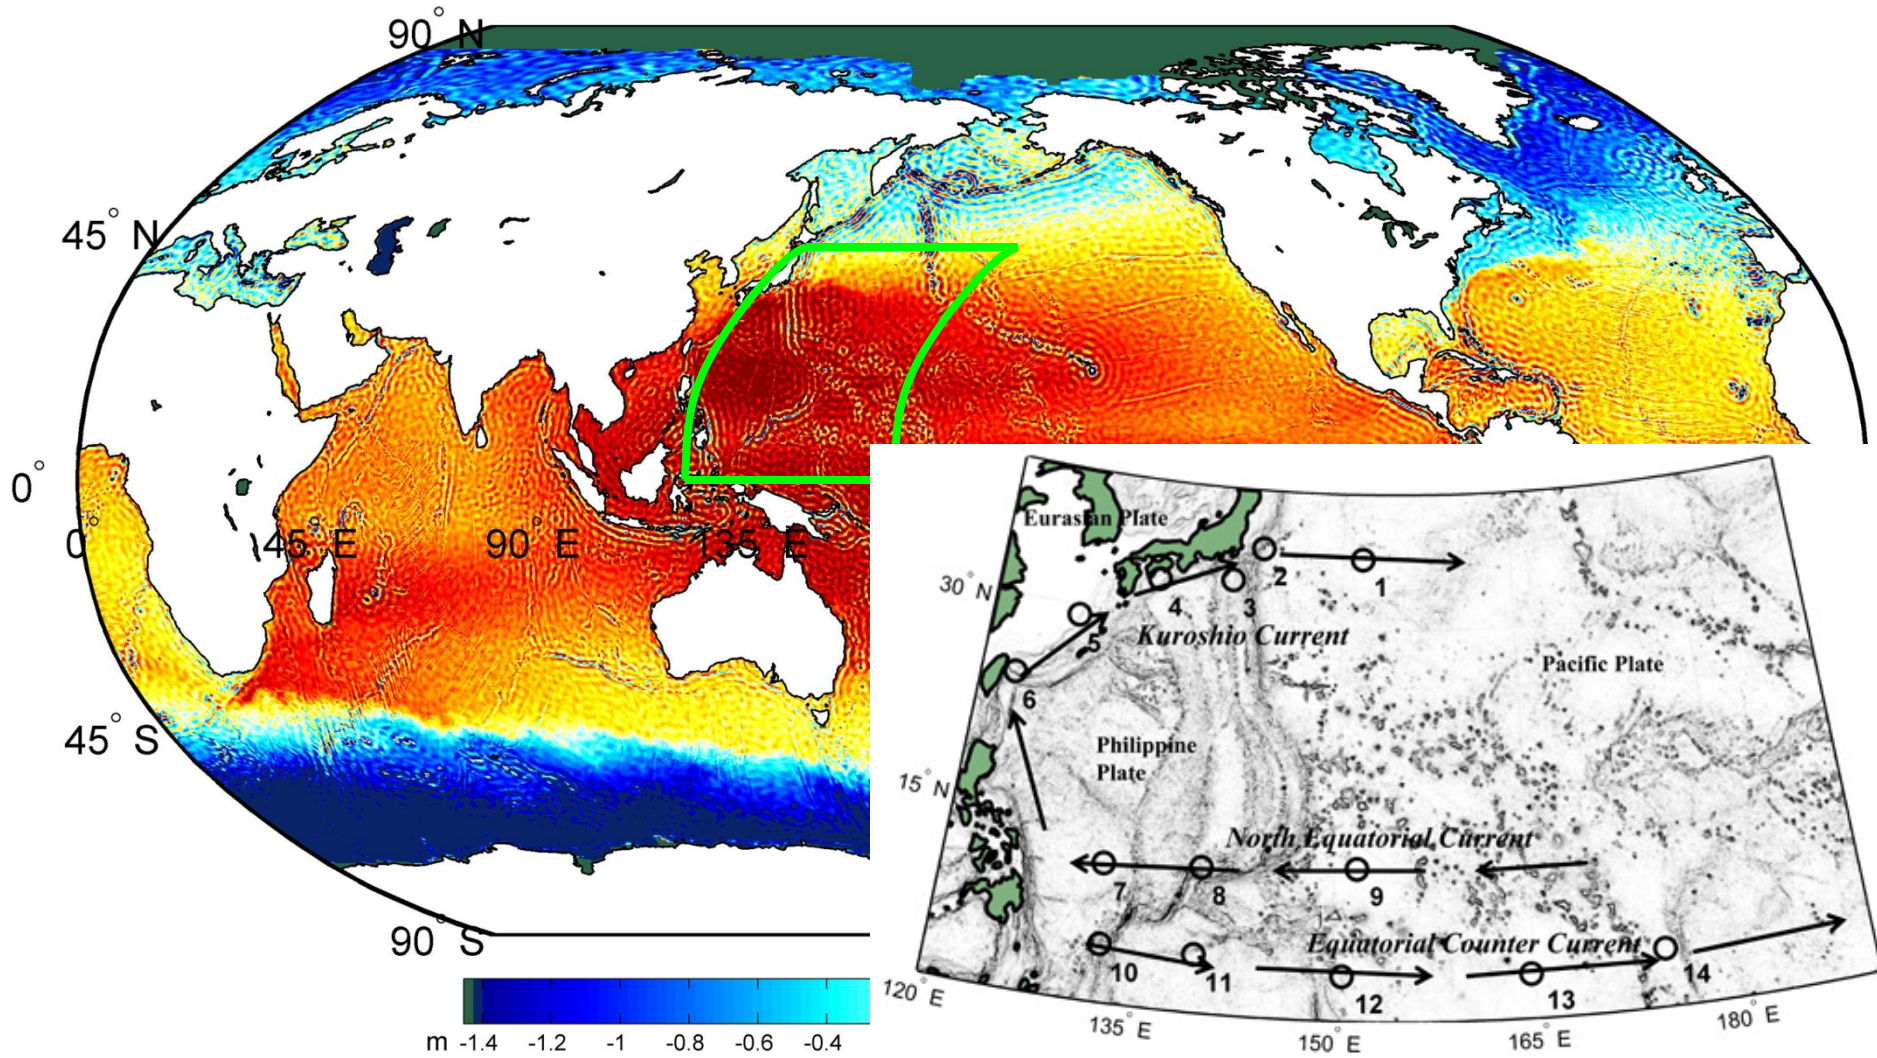 90° N
45° N
0°
0°
45° E
90° E
135° E
45° S
90° S
m -1.4 -1.2 -1 -0.8 -0.6 -0.4
Eurasian Plate
30° N
2
1
4
3
5
Kuroshio Current
6
Pacific Plate
Philippine
Plate
15° N
North Equatorial Current
7
8
9
Equatorial Counter Current
10
11
12
13
14
120° E
135° E
150° E
165° E
180° E